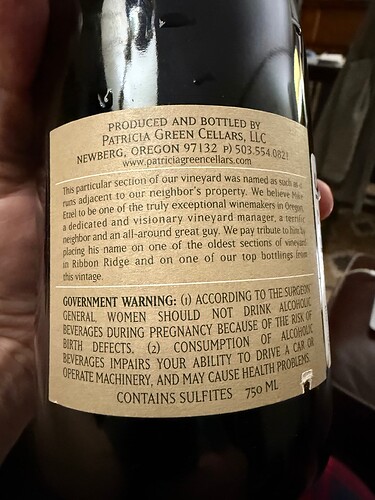 PRODUCED AND BOTTLED BY
PATRICIA GREEN CELLARS, LLC
NEWBERG, OREGON 97132 P) 503.554.0821
www.patriciagreencellars.com
This particular section of our vineyard was named as such as it
runs adjacent to our neighbor's property. We believe Mike
Etzel to be one of the truly exceptional winemakers in Oregon,
a dedicated and visionary vineyard manager, a terrific
neighbor and an all-around great guy. We pay tribute to him by
placing his name on one of the oldest sections of vineyard
in Ribbon Ridge and on one of our top bottlings from
this vintage.
GOVERNMENT WARNING: (1) ACCORDING TO THE SURGEON
GENERAL, WOMEN SHOULD NOT DRINK ALCOHOLIC
BEVERAGES DURING PREGNANCY BECAUSE OF THE RISK OF
BIRTH DEFECTS. (2) CONSUMPTION OF ALCOHOLIC
BEVERAGES IMPAIRS YOUR ABILITY TO DRIVE A CAR OR
OPERATE MACHINERY, AND MAY CAUSE HEALTH PROBLEMS.
CONTAINS SULFITES 750 ML